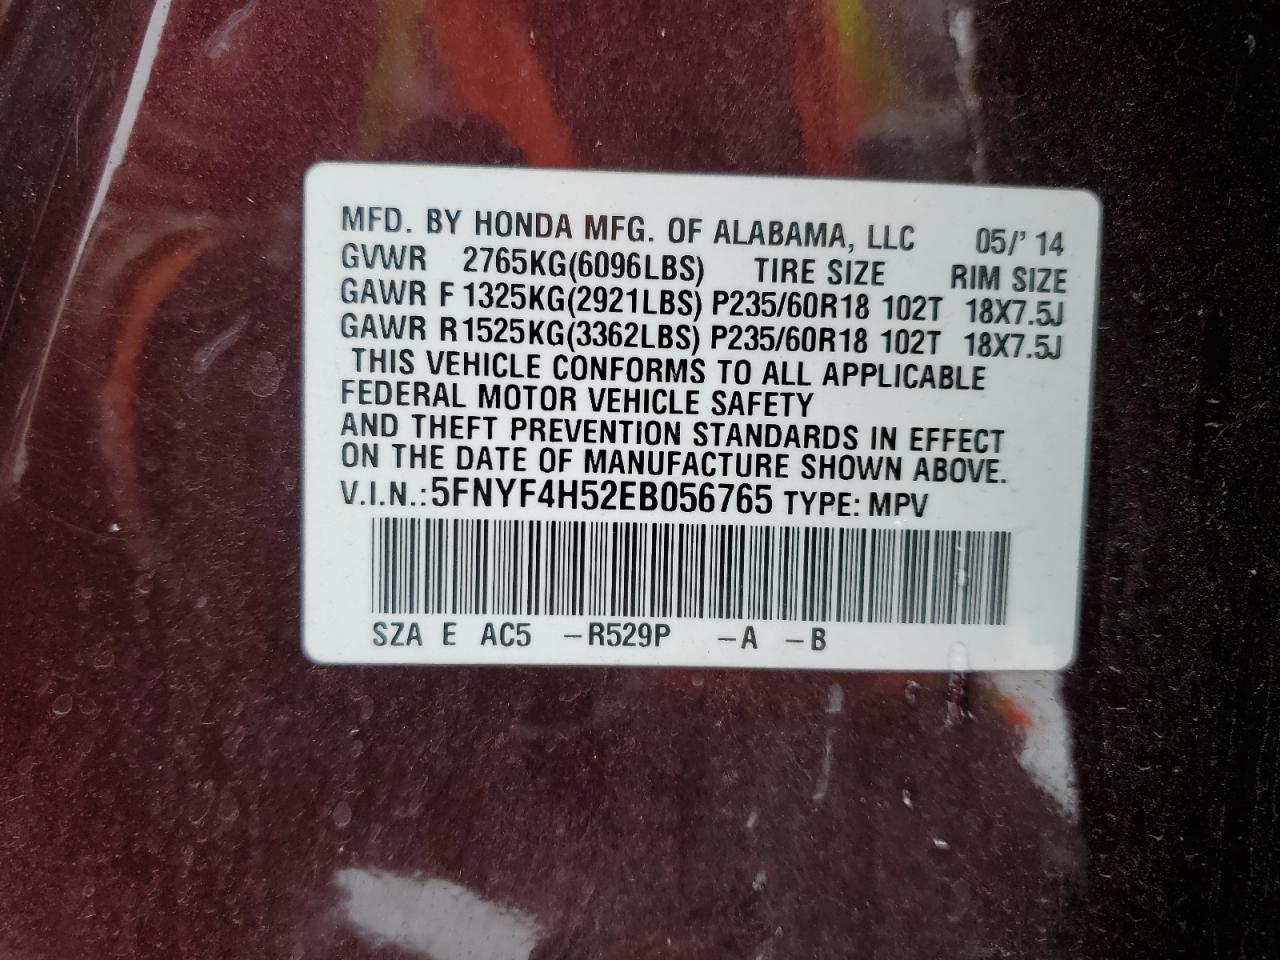 MFD. BY HONDA MFG. OF ALABAMA, LLC 05/' 14
GVWR 2765KG(6096LBS) TIRE SIZE RIM SIZE
GAWR F 1325KG(2921LBS) P235/60R18 102T 18X7.5J
GAWR R1525KG(3362LBS) P235/60R18 102T 18X7.5J
THIS VEHICLE CONFORMS TO ALL APPLICABLE
FEDERAL MOTOR VEHICLE SAFETY
AND THEFT PREVENTION STANDARDS IN EFFECT
ON THE DATE OF MANUFACTURE SHOWN ABOVE.
V.I.N.: 5FNYF4H52EB056765 TYPE: MPV
SZA E AC5 –R529P –A –B